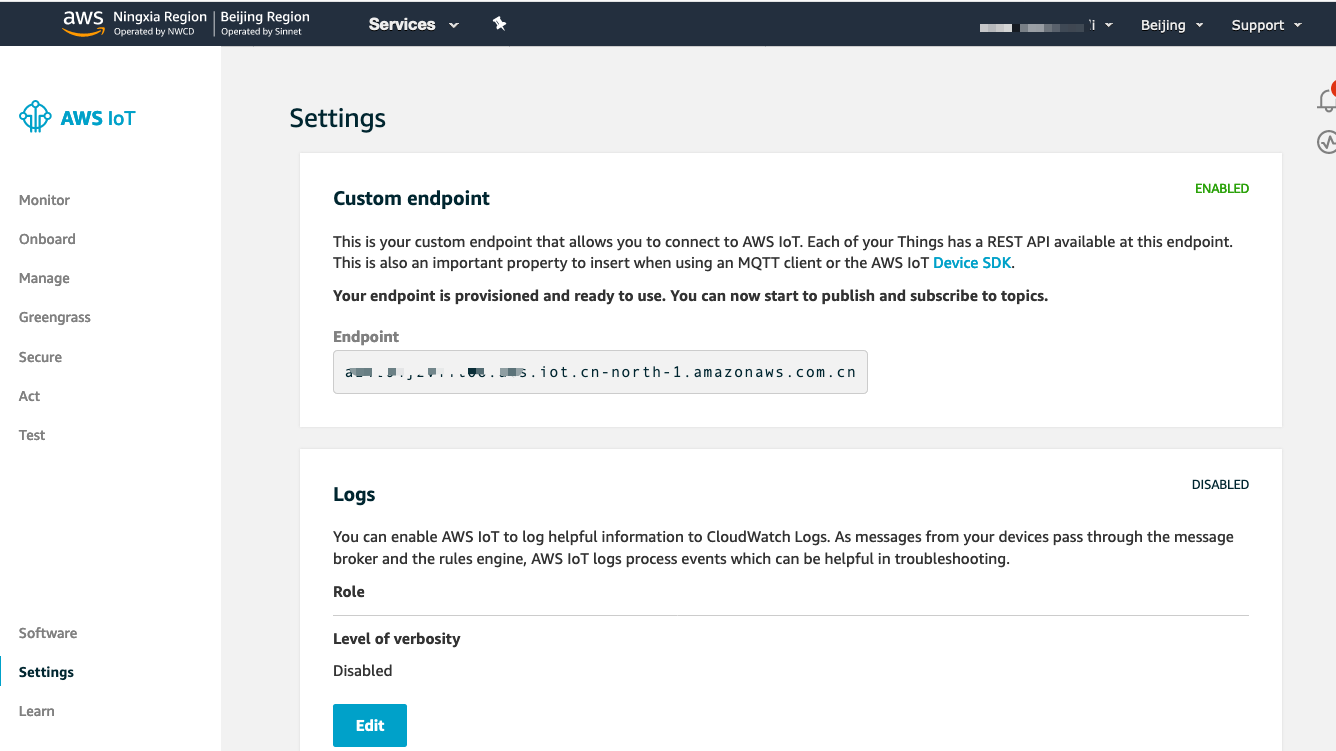 aws
Ningxia Region
Operated by NWCD
Beijing Region
Operated by Sinnet
Services
Beijing
Support
AWS IoT
Monitor
Onboard
Manage
Greengrass
Secure
Act
Test
Software
Settings
Learn
Settings
Custom endpoint
ENABLED
This is your custom endpoint that allows you to connect to AWS IoT. Each of your Things has a REST API available at this endpoint.
This is also an important property to insert when using an MQTT client or the AWS IoT Device SDK.
Your endpoint is provisioned and ready to use. You can now start to publish and subscribe to topics.
Endpoint
.iot.cn-north-1.amazonaws.com.cn
Logs
DISABLED
You can enable AWS IoT to log helpful information to CloudWatch Logs. As messages from your devices pass through the message
broker and the rules engine, AWS IoT logs process events which can be helpful in troubleshooting.
Role
Level of verbosity
Disabled
Edit